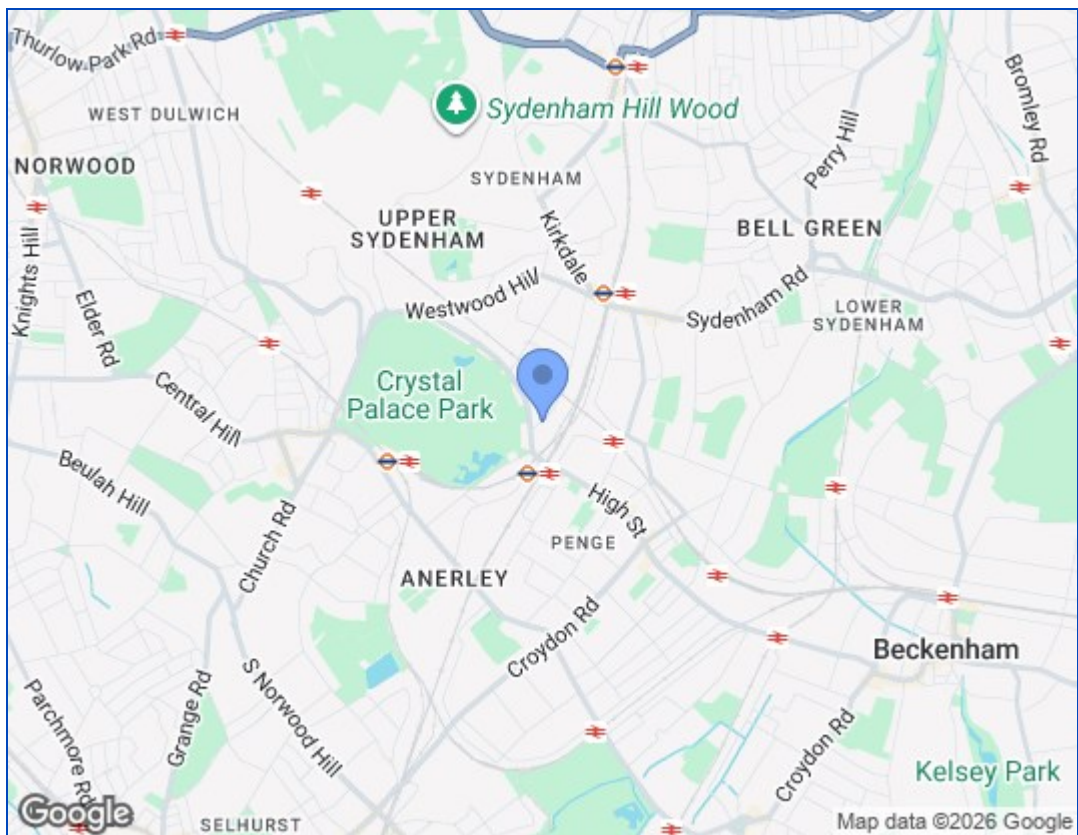 Thurlow Park Rd
WEST DULWICH
Sydenham Hill Wood
Bromley Rd
Perry Hill
NORWOOD
SYDENHAM
UPPER
SYDENHAM
Kirkdale
BELL GREEN
Knights Hill
Elder Rd
Westwood Hill
Sydenham Rd
LOWER
SYDENHAM
Central Hill
Crystal
Palace Park
Beulah Hill
Church Rd
High St
PENGE
ANERLEY
Croydon Rd
Beckenham
S Norwood Hill
Grange Rd
Parchmore Rd
Croydon Rd
Kelsey Park
Google
SELHURST
Map data ©2026 Google